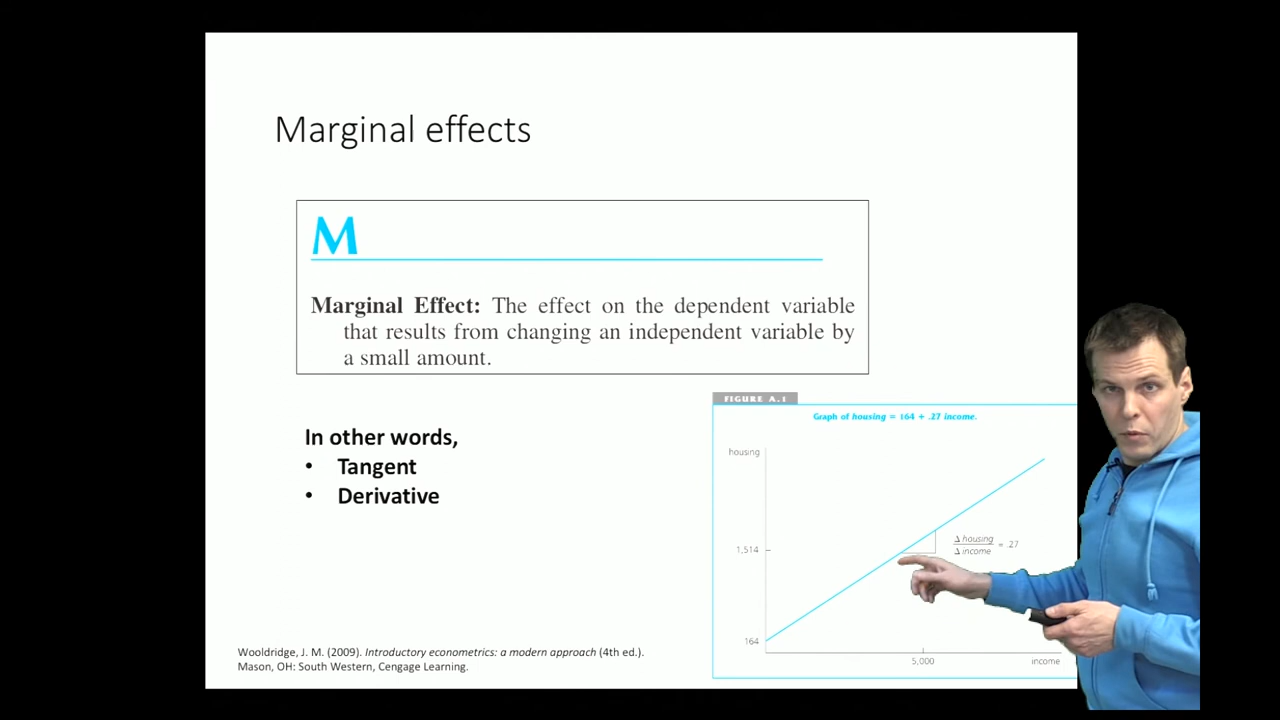 Marginal effects
M
Marginal Effect: The effect on the dependent variable
that results from changing an independent variable by
a small amount.
In other words,
• Tangent
• Derivative
FIGURE A.1
Graph of housing = 164 + .27 income.
housing
1,514
164
Δ housing
Δ income
= .27
5,000
income
Wooldridge, J. M. (2009). Introductory econometrics: a modern approach (4th ed.).
Mason, OH: South Western, Cengage Learning.